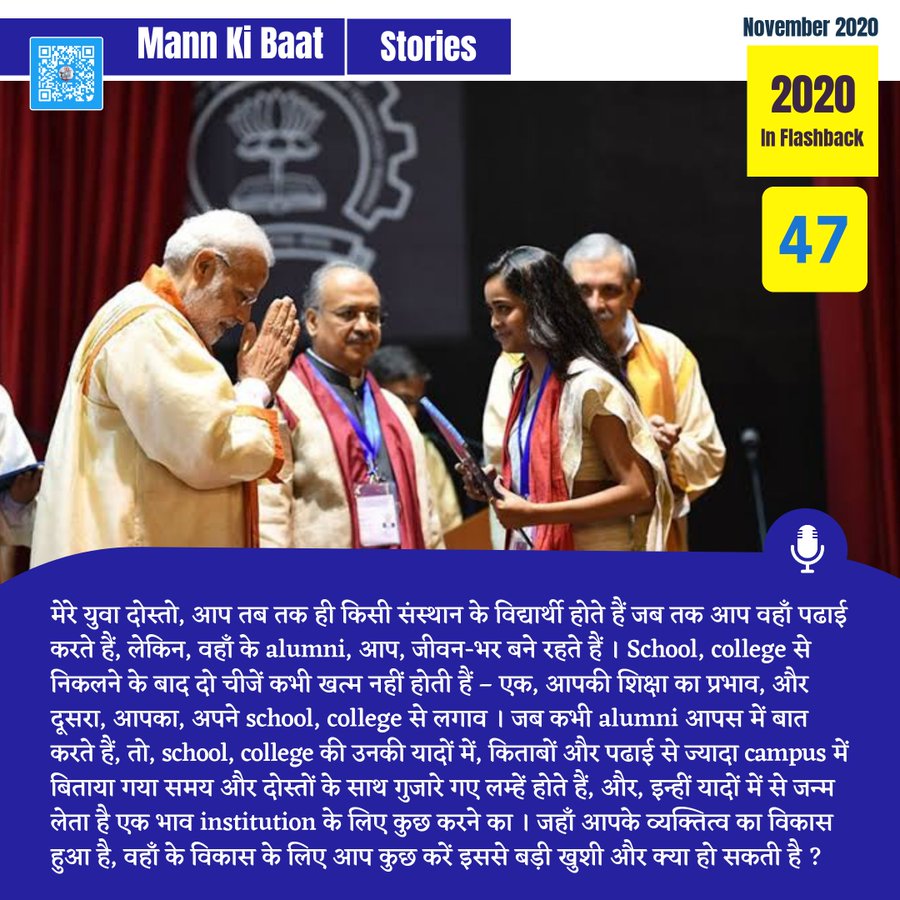 Mann Ki Baat
Stories
November 2020
2020
In Flashback
47
मेरे युवा दोस्तो, आप तब तक ही किसी संस्थान के विद्यार्थी होते हैं जब तक आप वहाँ पढाई
करते हैं, लेकिन, वहाँ के alumni, आप, जीवन-भर बने रहते हैं । School, college से
निकलने के बाद दो चीजें कभी खत्म नहीं होती हैं – एक, आपकी शिक्षा का प्रभाव, और
दूसरा, आपका, अपने school, college से लगाव । जब कभी alumni आपस में बात
करते हैं, तो, school, college की उनकी यादों में, किताबों और पढाई से ज्यादा campus में
बिताया गया समय और दोस्तों के साथ गुजारे गए लम्हें होते हैं, और, इन्हीं यादों में से जन्म
लेता है एक भाव institution के लिए कुछ करने का । जहाँ आपके व्यक्तित्व का विकास
हुआ है, वहाँ के विकास के लिए आप कुछ करें इससे बड़ी खुशी और क्या हो सकती है ?